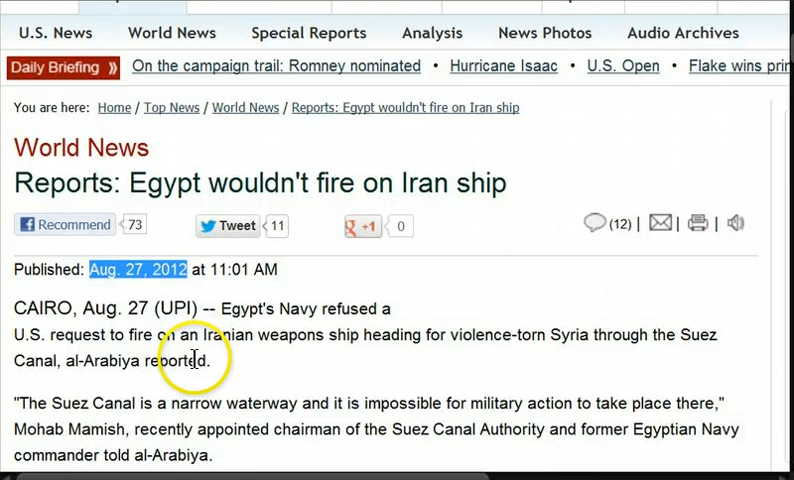 U.S. News World News Special Reports Analysis News Photos Audio Archives
Daily Briefing » On the campaign trail: Romney nominated • Hurricane Isaac • U.S. Open • Flake wins prin
You are here: Home / Top News / World News / Reports: Egypt wouldn't fire on Iran ship
World News
Reports: Egypt wouldn't fire on Iran ship
Recommend 73 Tweet 11 +1 0 (12) | | |
Published: Aug. 27, 2012 at 11:01 AM
CAIRO, Aug. 27 (UPI) -- Egypt's Navy refused a
U.S. request to fire on an Iranian weapons ship heading for violence-torn Syria through the Suez
Canal, al-Arabiya reported.
"The Suez Canal is a narrow waterway and it is impossible for military action to take place there,"
Mohab Mamish, recently appointed chairman of the Suez Canal Authority and former Egyptian Navy
commander told al-Arabiya.